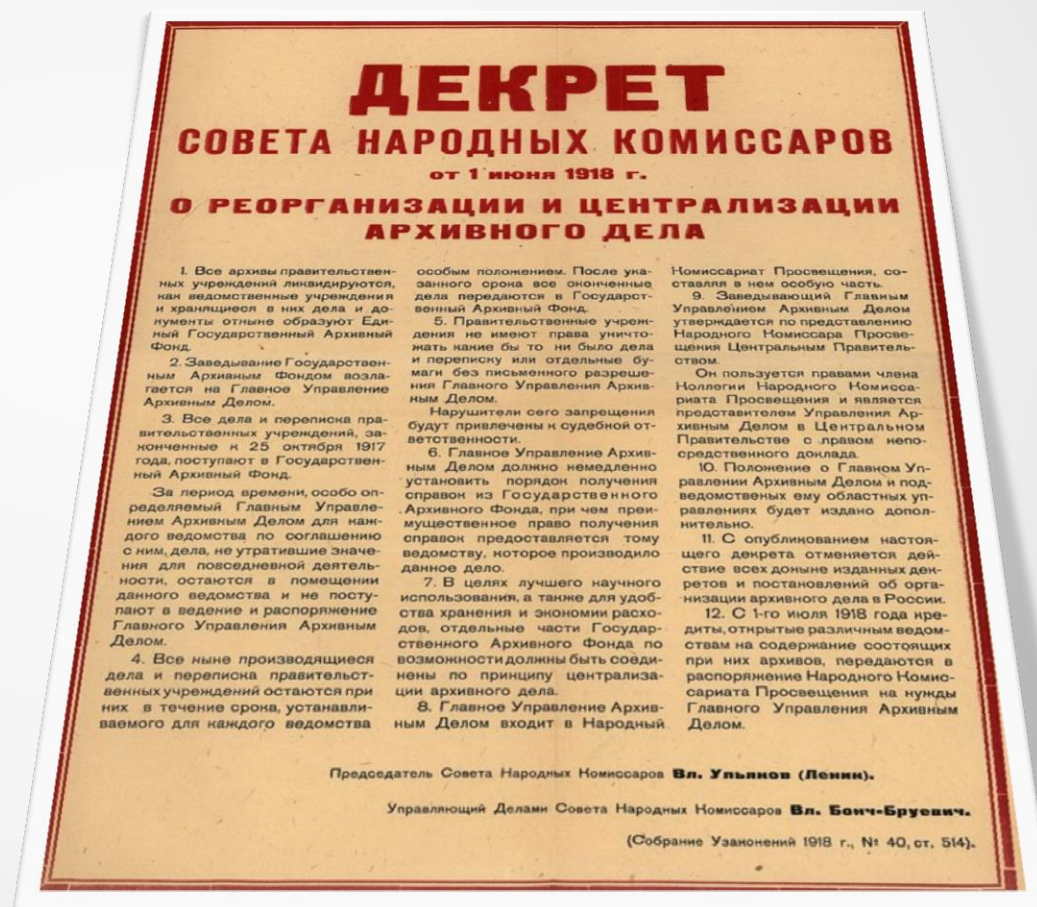 ДЕКРЕТ
СОВЕТА НАРОДНЫХ КОМИССАРОВ
от 1 июня 1918 г.
О РЕОРГАНИЗАЦИИ И ЦЕНТРАЛИЗАЦИИ
АРХИВНОГО ДЕЛА
1. Все архивы правительствен-
ных учреждений ликвидируются,
как ведомственные учреждения
и хранящиеся в них дела и до-
кументы отныне образуют Еди-
ный Государственный Архивный
Фонд.
2. Заведывание Государствен-
ным Архивным Фондом возла-
гается на Главное Управление
Архивным Делом.
3. Все дела и переписка пра-
вительственных учреждений, за-
конченные к 25 октября 1917
года, поступают в Государствен-
ный Архивный Фонд.
За период времени, особо оп-
ределяемый Главным Управле-
нием Архивным Делом для каж-
дого ведомства по соглашению
с ним, дела, не утратившие значе-
ния для повседневной деятель-
ности, остаются в помещении
данного ведомства и не посту-
пают в ведение и распоряжение
Главного Управления Архивным
Делом.
4. Все ныне производящиеся
дела и переписка правительст-
венных учреждений остаются при
них в течение срока, устанавли-
ваемого для каждого ведомства
особым положением. После ука-
занного срока все оконченные
дела передаются в Государст-
венный Архивный Фонд.
5. Правительственные учреж-
дения не имеют права уничто-
жать какие бы то ни было дела
и переписку или отдельные бу-
маги без письменного разреше-
ния Главного Управления Архив-
ным Делом.
Нарушители сего запрещения
будут привлечены к судебной от-
ветственности.
6. Главное Управление Архив-
ным Делом должно немедленно
установить порядок получения
справок из Государственного
Архивного Фонда, при чем преи-
мущественное право получения
справок предоставляется тому
ведомству, которое производило
данное дело.
7. В целях лучшего научного
использования, а также для удоб-
ства хранения и экономии расхо-
дов, отдельные части Государ-
ственного Архивного Фонда по
возможности должны быть соеди-
нены по принципу централиза-
ции архивного дела.
8. Главное Управление Архив-
ным Делом входит в Народный
Комиссариат Просвещения, со-
ставляя в нем особую часть.
9. Заведывающий Главным
Управлением Архивным Делом
утверждается по представлению
Народного Комиссара Просве-
щения Центральным Правитель-
ством.
Он пользуется правами члена
Коллегии Народного Комисса-
риата Просвещения и является
представителем Управления Ар-
хивным Делом в Центральном
Правительстве с правом непо-
средственного доклада.
10. Положение о Главном Уп-
равлении Архивным Делом и под-
ведомственых ему областных уп-
равлениях будет издано допол-
нительно.
11. С опубликованием настоя-
щего декрета отменяется дей-
ствие всех доныне изданных дек-
ретов и постановлений об орга-
низации архивного дела в России.
12. С 1-го июля 1918 года кре-
диты, открытые различным ведом-
ствам на содержание состоящих
при них архивов, передаются в
распоряжение Народного Комис-
сариата Просвещения на нужды
Главного Управления Архивным
Делом.
Председатель Совета Народных Комиссаров Вл. Ульянов (Ленин).
Управляющий Делами Совета Народных Комиссаров Вл. Бонч-Бруевич.
(Собрание Узаконений 1918 г., № 40, ст. 514).